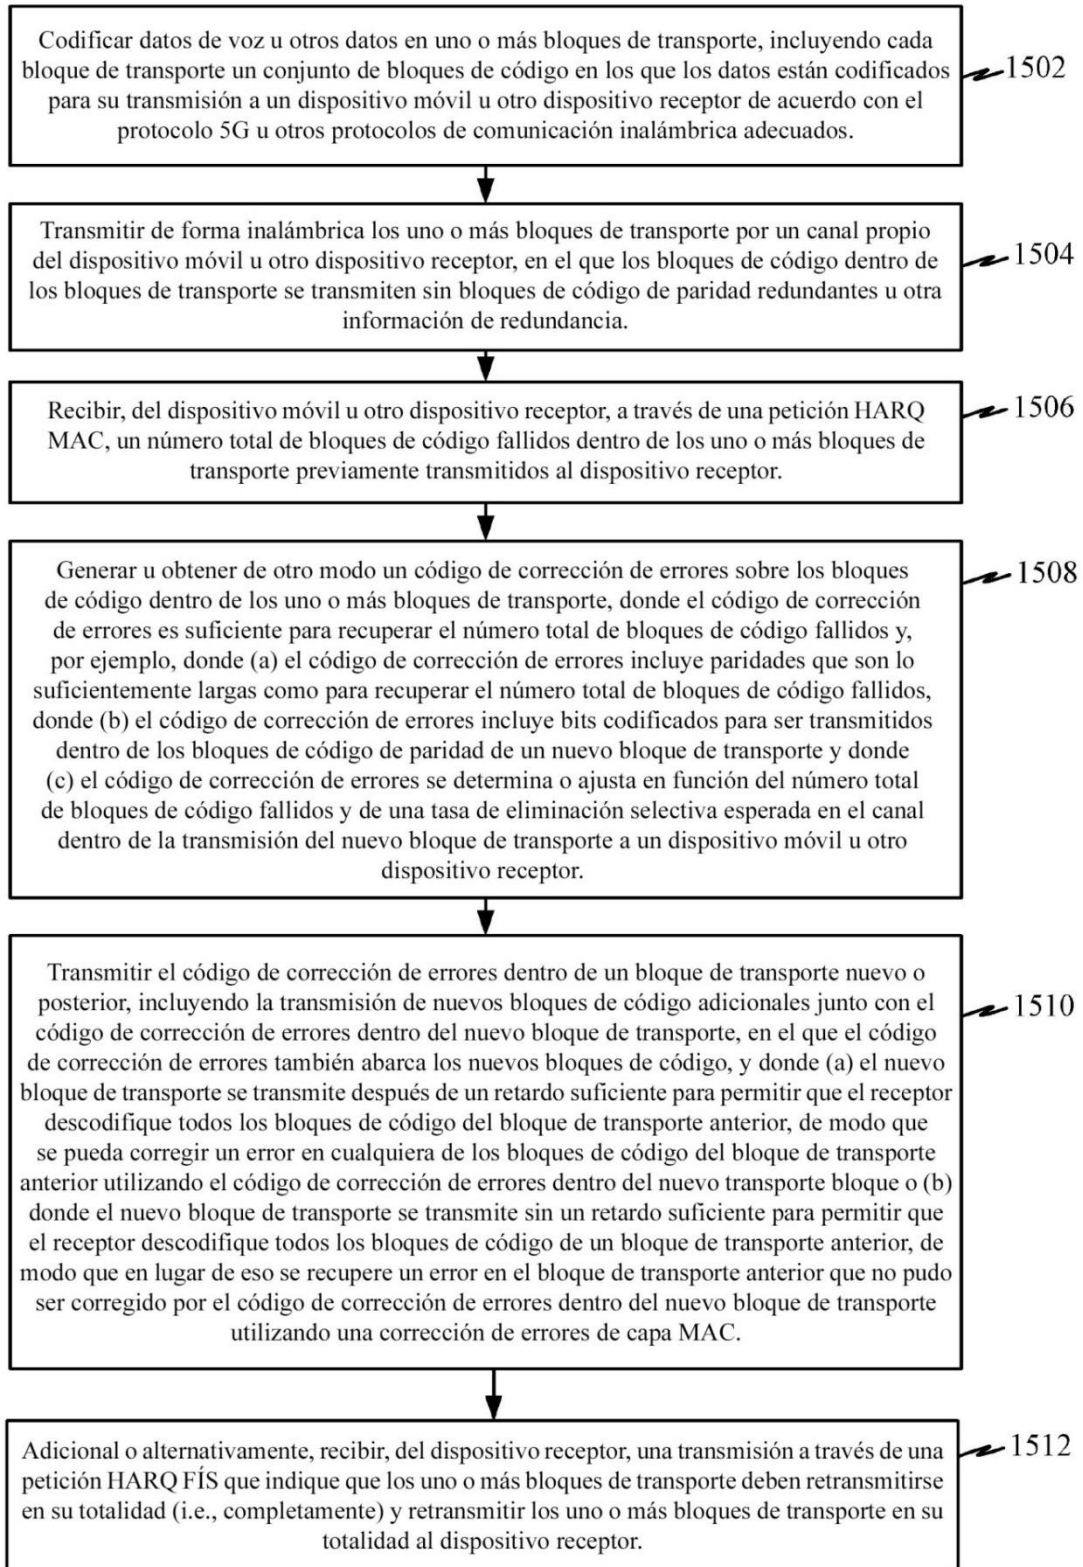 Codificar datos de voz u otros datos en uno o más bloques de transporte, incluyendo cada
bloque de transporte un conjunto de bloques de código en los que los datos están codificados
para su transmisión a un dispositivo móvil u otro dispositivo receptor de acuerdo con el
protocolo 5G u otros protocolos de comunicación inalámbrica adecuados.
1502
Transmitir de forma inalámbrica los uno o más bloques de transporte por un canal propio
del dispositivo móvil u otro dispositivo receptor, en el que los bloques de código dentro de
los bloques de transporte se transmiten sin bloques de código de paridad redundantes u otra
información de redundancia.
1504
Recibir, del dispositivo móvil u otro dispositivo receptor, a través de una petición HARQ
MAC, un número total de bloques de código fallidos dentro de los uno o más bloques de
transporte previamente transmitidos al dispositivo receptor.
1506
Generar u obtener de otro modo un código de corrección de errores sobre los bloques
de código dentro de los uno o más bloques de transporte, donde el código de corrección
de errores es suficiente para recuperar el número total de bloques de código fallidos y,
por ejemplo, donde (a) el código de corrección de errores incluye paridades que son lo
suficientemente largas como para recuperar el número total de bloques de código fallidos,
donde (b) el código de corrección de errores incluye bits codificados para ser transmitidos
dentro de los bloques de código de paridad de un nuevo bloque de transporte y donde
(c) el código de corrección de errores se determina o ajusta en función del número total
de bloques de código fallidos y de una tasa de eliminación selectiva esperada en el canal
dentro de la transmisión del nuevo bloque de transporte a un dispositivo móvil u otro
dispositivo receptor.
1508
Transmitir el código de corrección de errores dentro de un bloque de transporte nuevo o
posterior, incluyendo la transmisión de nuevos bloques de código adicionales junto con el
código de corrección de errores dentro del nuevo bloque de transporte, en el que el código
de corrección de errores también abarca los nuevos bloques de código, y donde (a) el nuevo
bloque de transporte se transmite después de un retardo suficiente para permitir que el receptor
descodifique todos los bloques de código del bloque de transporte anterior, de modo que
se pueda corregir un error en cualquiera de los bloques de código del bloque de transporte
anterior utilizando el código de corrección de errores dentro del nuevo transporte bloque o (b)
donde el nuevo bloque de transporte se transmite sin un retardo suficiente para permitir que
el receptor descodifique todos los bloques de código de un bloque de transporte anterior, de
modo que en lugar de eso se recupere un error en el bloque de transporte anterior que no pudo
ser corregido por el código de corrección de errores dentro del nuevo bloque de transporte
utilizando una corrección de errores de capa MAC.
1510
Adicional o alternativamente, recibir, del dispositivo receptor, una transmisión a través de una
petición HARQ FÍS que indique que los uno o más bloques de transporte deben retransmitirse
en su totalidad (i.e., completamente) y retransmitir los uno o más bloques de transporte en su
totalidad al dispositivo receptor.
1512